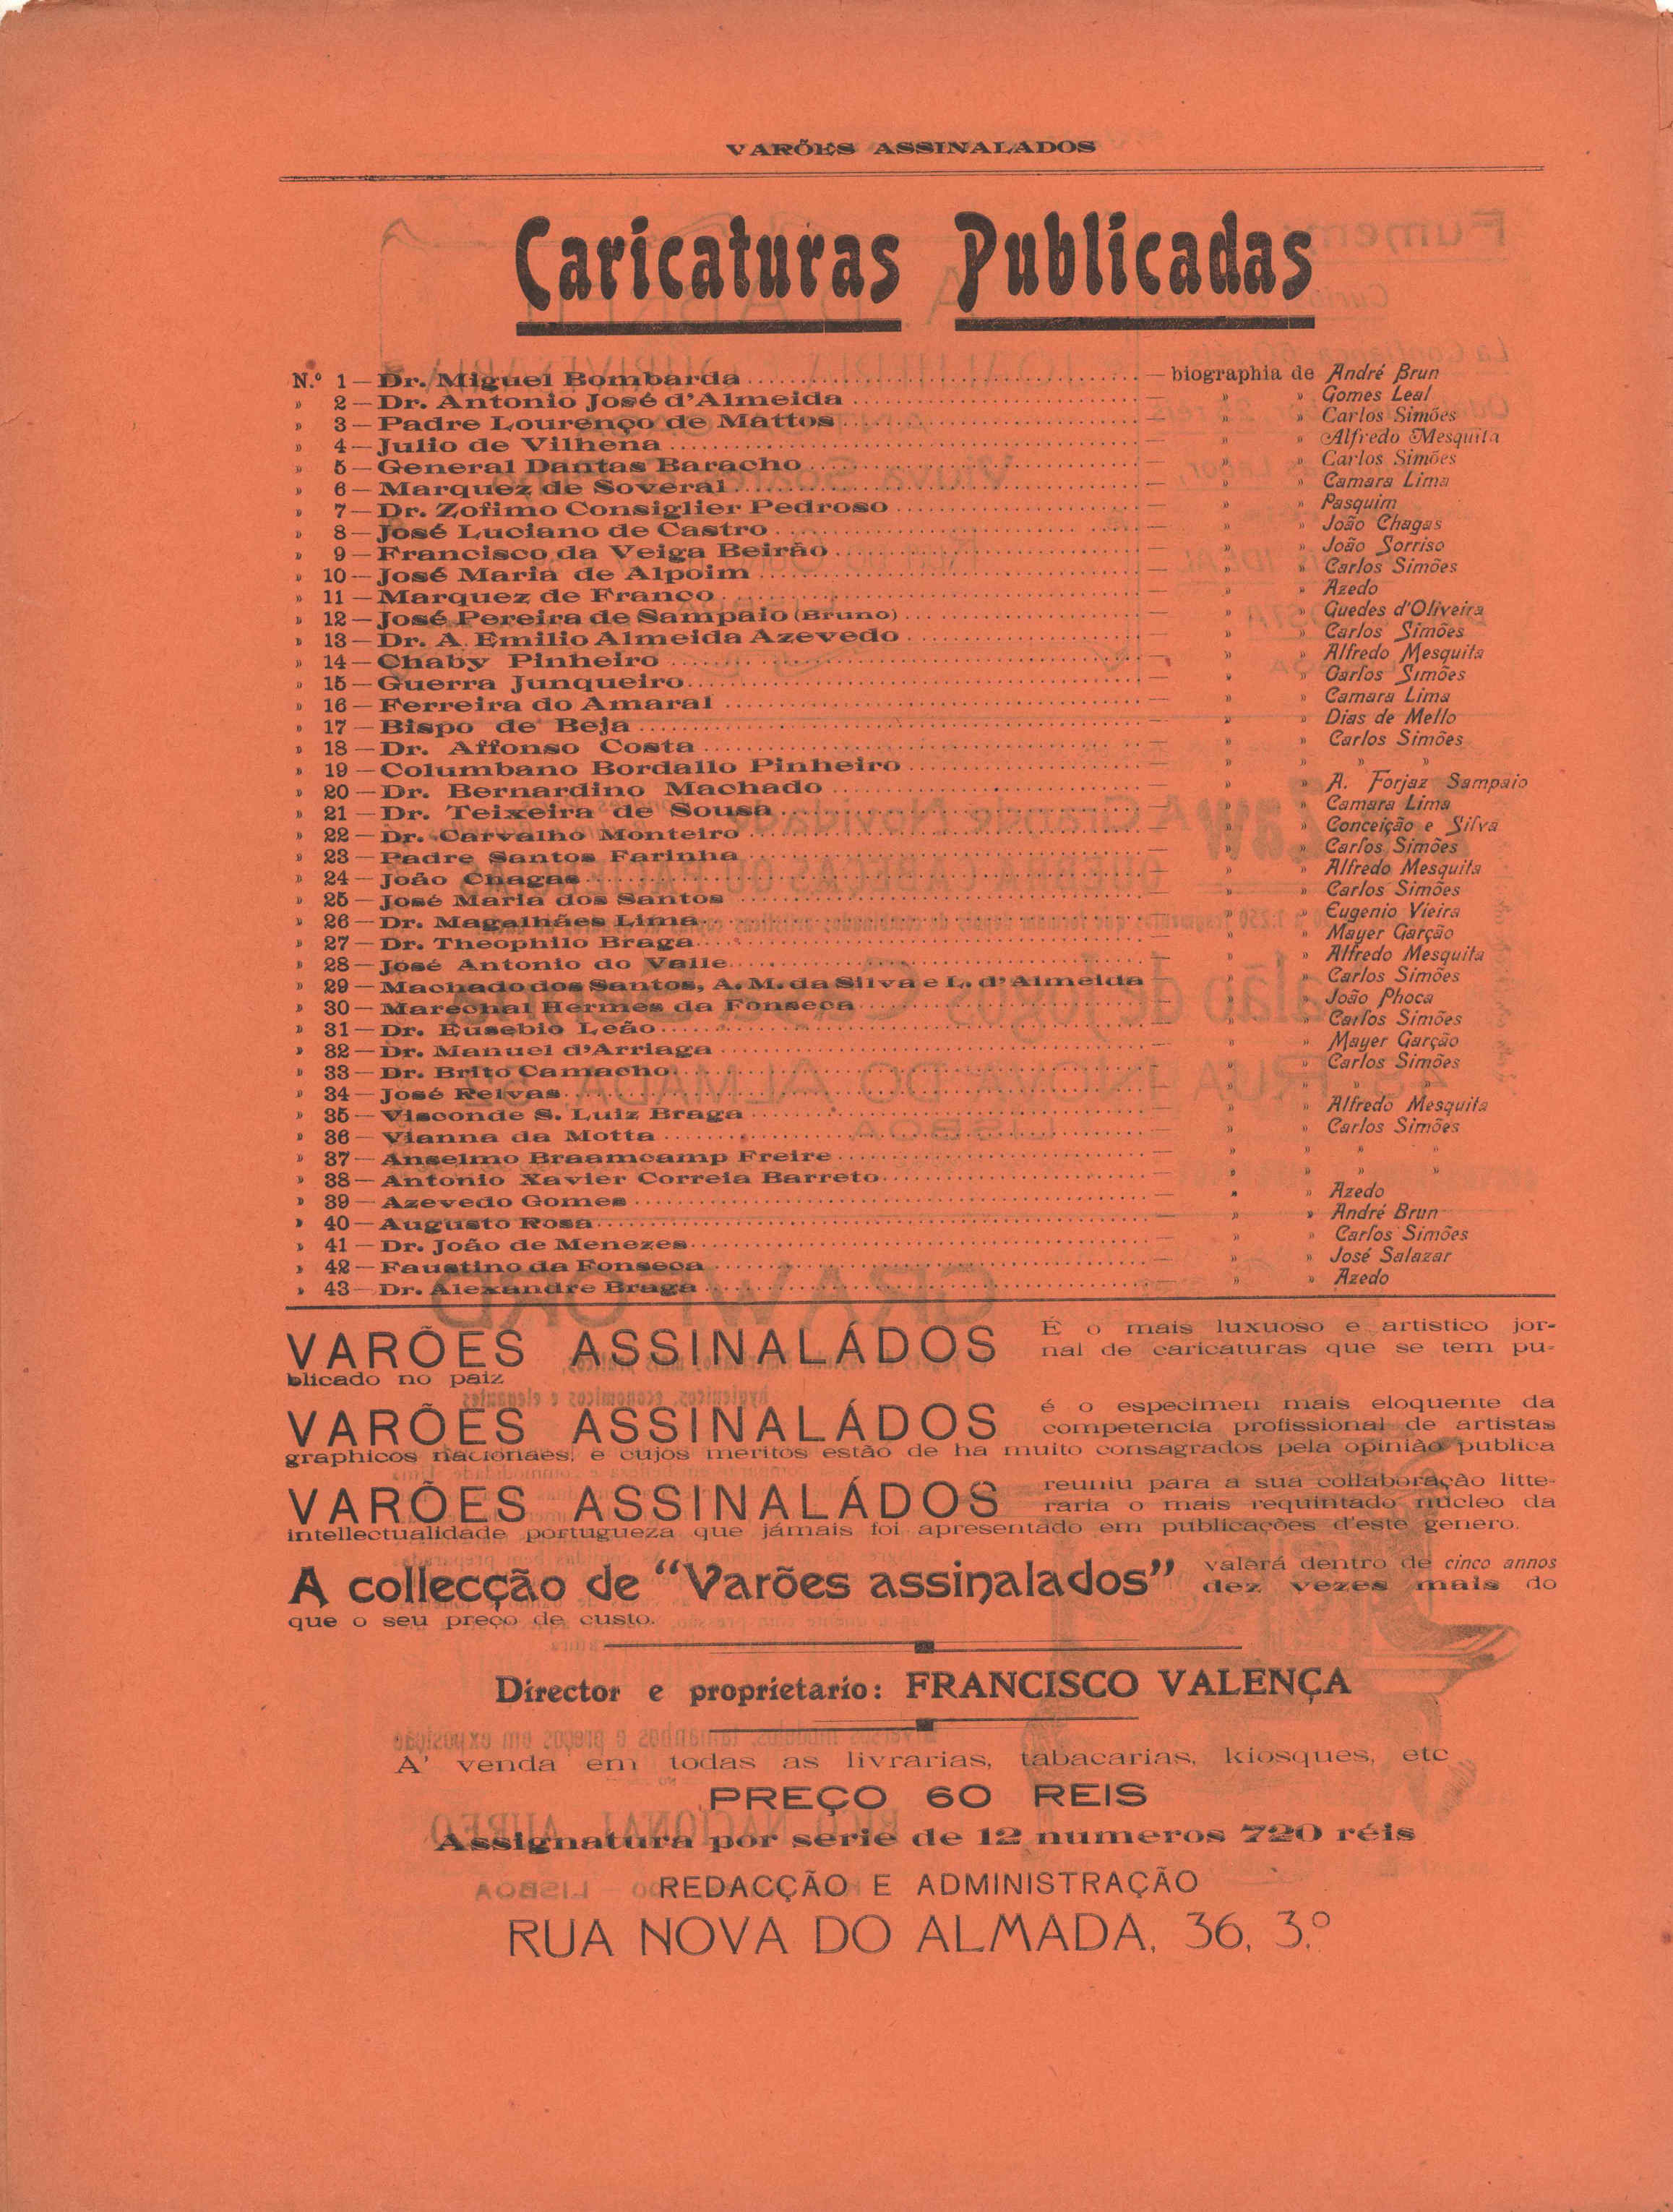 VARÕES ASSINALADOS
Caricaturas Publicadas
N.º 1 — Dr. Miguel Bombarda — biographia de André Brun
» 2 — Dr. Antonio José d'Almeida — » » Gomes Leal
» 3 — Padre Lourenço de Mattos — » » Carlos Simões
» 4 — Julio de Vilhena — » » Alfredo Mesquita
» 5 — General Dantas Baracho — » » Carlos Simões
» 6 — Marquez de Soveral — » » Camara Lima
» 7 — Dr. Zofimo Consiglier Pedroso — » » Pasquim
» 8 — José Luciano de Castro — » » João Chagas
» 9 — Francisco da Veiga Beirão — » » João Sorriso
» 10 — José Maria de Alpoim — » » Carlos Simões
» 11 — Marquez de Franco — » » Azedo
» 12 — José Pereira de Sampaio (Bruno) — » » Guedes d'Oliveira
» 13 — Dr. A. Emilio Almeida Azevedo — » » Carlos Simões
» 14 — Chaby Pinheiro — » » Alfredo Mesquita
» 15 — Guerra Junqueiro — » » Carlos Simões
» 16 — Ferreira do Amaral — » » Camara Lima
» 17 — Bispo de Beja — » » Dias de Mello
» 18 — Dr. Affonso Costa — » » Carlos Simões
» 19 — Columbano Bordallo Pinheiro — » » » »
» 20 — Dr. Bernardino Machado — » » A. Forjaz Sampaio
» 21 — Dr. Teixeira de Sousa — » » Camara Lima
» 22 — Dr. Carvalho Monteiro — » » Conceição e Silva
» 23 — Padre Santos Farinha — » » Carlos Simões
» 24 — João Chagas — » » Alfredo Mesquita
» 25 — José Maria dos Santos — » » Carlos Simões
» 26 — Dr. Magalhães Lima — » » Eugenio Vieira
» 27 — Dr. Theophilo Braga — » » Mayer Garção
» 28 — José Antonio do Valle — » » Alfredo Mesquita
» 29 — Machado dos Santos, A. M. da Silva e L. d'Almeida » » Carlos Simões
» 30 — Marechal Hermes da Fonseca — » » João Phoca
» 31 — Dr. Eusebio Leão — » » Carlos Simões
» 32 — Dr. Manuel d'Arriaga — » » Mayer Garção
» 33 — Dr. Brito Camacho — » » Carlos Simões
» 34 — José Relvas — » » » »
» 35 — Visconde S. Luiz Braga — » » Alfredo Mesquita
» 36 — Vianna da Motta — » » Carlos Simões
» 37 — Anselmo Braamcamp Freire — » » » »
» 38 — Antonio Xavier Correia Barreto — » » » »
» 39 — Azevedo Gomes — » » Azedo
» 40 — Augusto Rosa — » » André Brun
» 41 — Dr. João de Menezes — » » Carlos Simões
» 42 — Faustino da Fonseca — » » José Salazar
» 43 — Dr. Alexandre Braga — » » Azedo
VARÕES ASSINALÁDOS É o mais luxuoso e artistico jor-
nal de caricaturas que se tem pu-
blicado no paiz
VARÕES ASSINALÁDOS é o especimen mais eloquente da
competencia profissional de artistas
graphicos nacionaes, e cujos meritos estão de ha muito consagrados pela opinião publica
VARÕES ASSINALÁDOS reuniu para a sua collaboração litte-
raria o mais requintado nucleo da
intellectualidade portugueza que jámais foi apresentado em publicações d'este genero.
A collecção de "Varões assinalados" valerá dentro de cinco annos
dez vezes mais do
que o seu preço de custo.
Director e proprietario: FRANCISCO VALENÇA
A' venda em todas as livrarias, tabacarias, kiosques, etc
PREÇO 60 REIS
Assignatura por serie de 12 numeros 720 réis
REDACÇÃO E ADMINISTRAÇÃO
RUA NOVA DO ALMADA, 36, 3.º